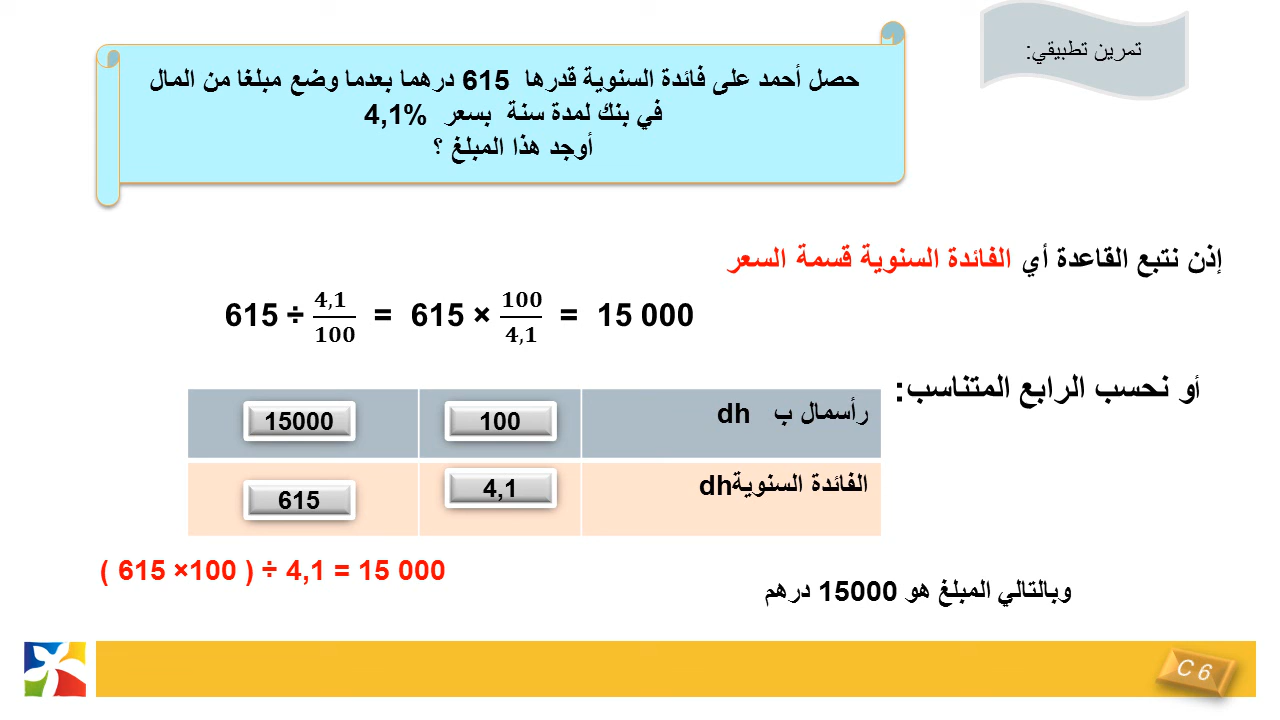 تمرين تطبيقي:
حصل أحمد على فائدة السنوية قدرها 615 درهما بعدما وضع مبلغا من المال
في بنك لمدة سنة بسعر 4,1%
أوجد هذا المبلغ ؟
إذن نتبع القاعدة أي الفائدة السنوية قسمة السعر
615 ÷ 4,1/100 = 615 × 100/4,1 = 15 000
أو نحسب الرابع المتناسب:
رأسمال ب dh 100 15000
الفائدة السنويةdh 4,1 615
( 615 ×100 ) ÷ 4,1 = 15 000
وبالتالي المبلغ هو 15000 درهم
C 6